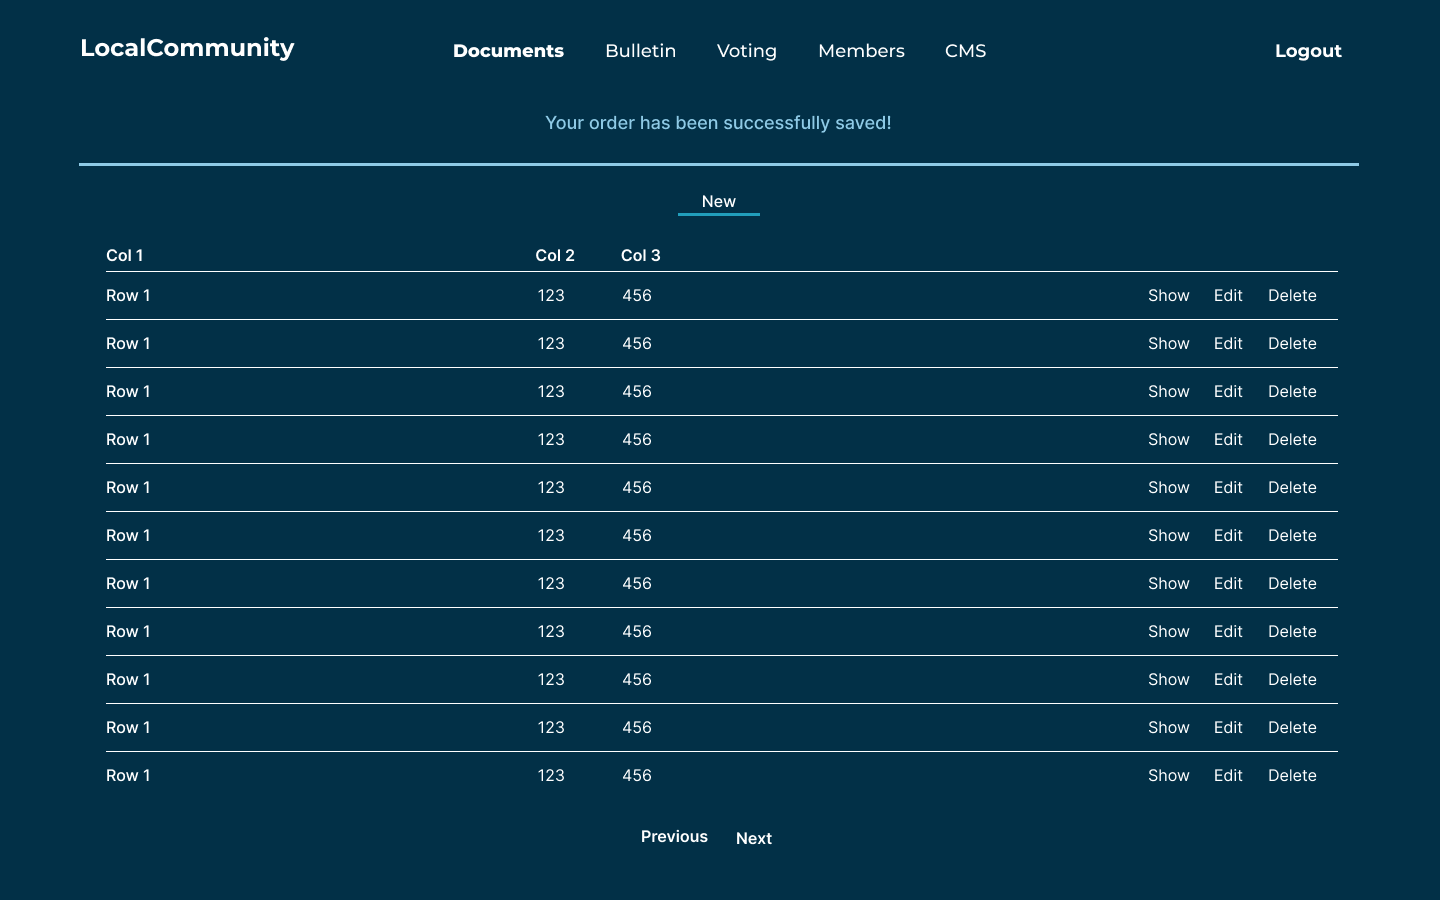 LocalCommunity Documents Bulletin Voting Members CMS Logout
Your order has been successfully saved!
New
Col 1 Col 2 Col 3
Row 1 123 456 Show Edit Delete
Row 1 123 456 Show Edit Delete
Row 1 123 456 Show Edit Delete
Row 1 123 456 Show Edit Delete
Row 1 123 456 Show Edit Delete
Row 1 123 456 Show Edit Delete
Row 1 123 456 Show Edit Delete
Row 1 123 456 Show Edit Delete
Row 1 123 456 Show Edit Delete
Row 1 123 456 Show Edit Delete
Row 1 123 456 Show Edit Delete
Previous Next